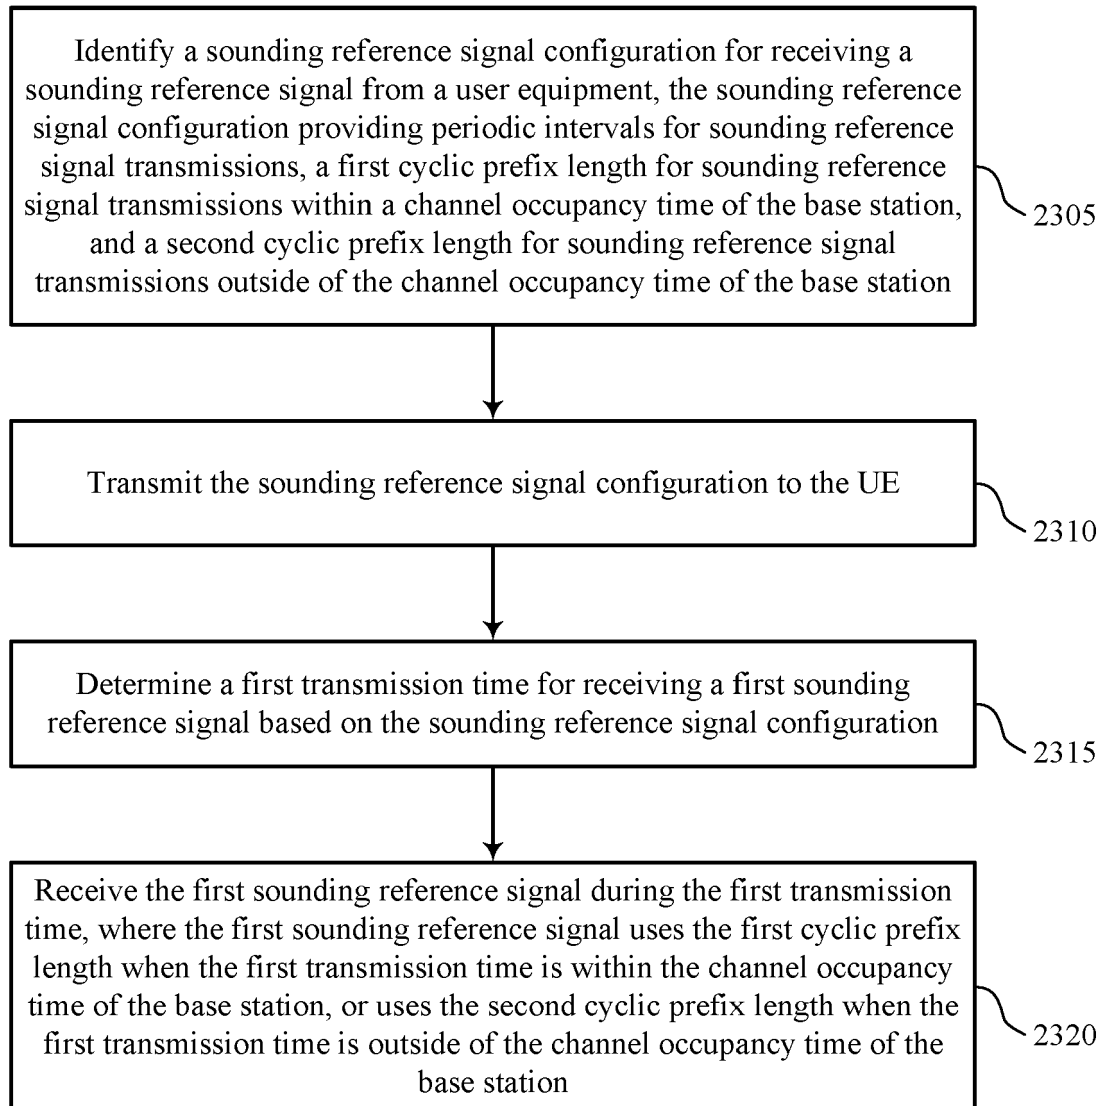 Identify a sounding reference signal configuration for receiving a
sounding reference signal from a user equipment, the sounding reference
signal configuration providing periodic intervals for sounding reference
signal transmissions, a first cyclic prefix length for sounding reference
signal transmissions within a channel occupancy time of the base station,
and a second cyclic prefix length for sounding reference signal
transmissions outside of the channel occupancy time of the base station
2305
Transmit the sounding reference signal configuration to the UE
2310
Determine a first transmission time for receiving a first sounding
reference signal based on the sounding reference signal configuration
2315
Receive the first sounding reference signal during the first transmission
time, where the first sounding reference signal uses the first cyclic prefix
length when the first transmission time is within the channel occupancy
time of the base station, or uses the second cyclic prefix length when the
first transmission time is outside of the channel occupancy time of the
base station
2320